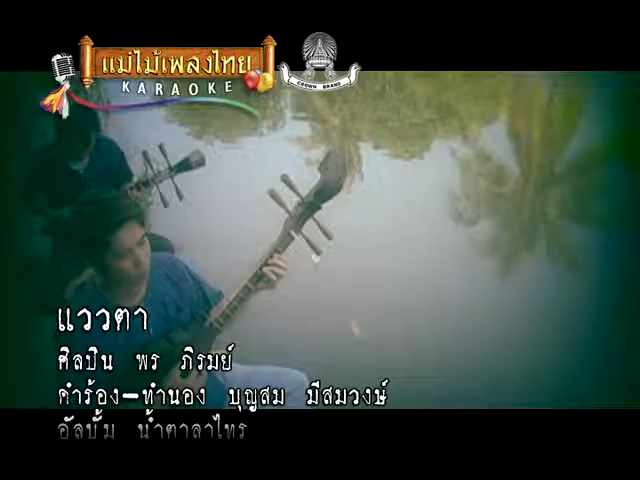 แม่ไม้เพลงไทย
KARAOKE
CROWN BRAND
แววตา
ศิลปิน พร ภิรมย์
คำร้อง-ทำนอง บุญสม มีสมวงษ์
อัลบั้ม น้ำตาลาไทร